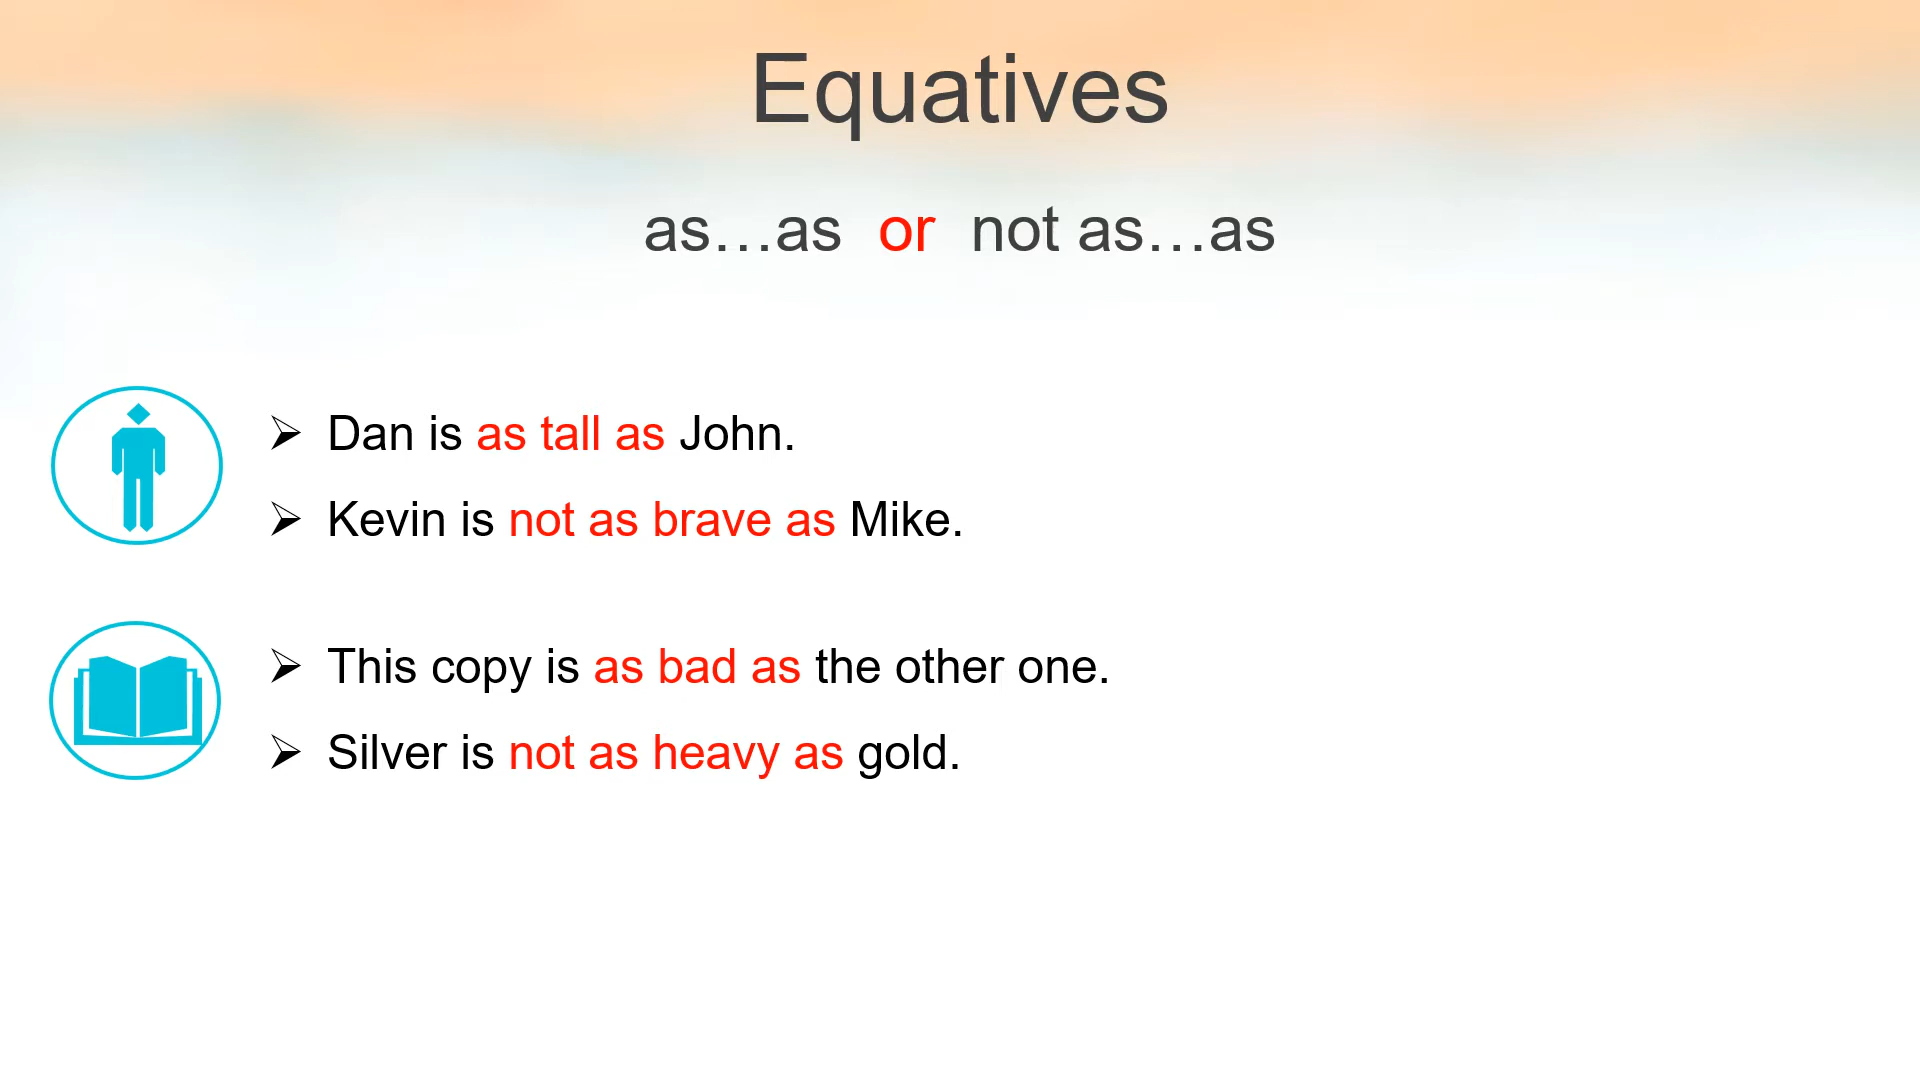 Equatives
as…as or not as…as
➢ Dan is as tall as John.
➢ Kevin is not as brave as Mike.
➢ This copy is as bad as the other one.
➢ Silver is not as heavy as gold.